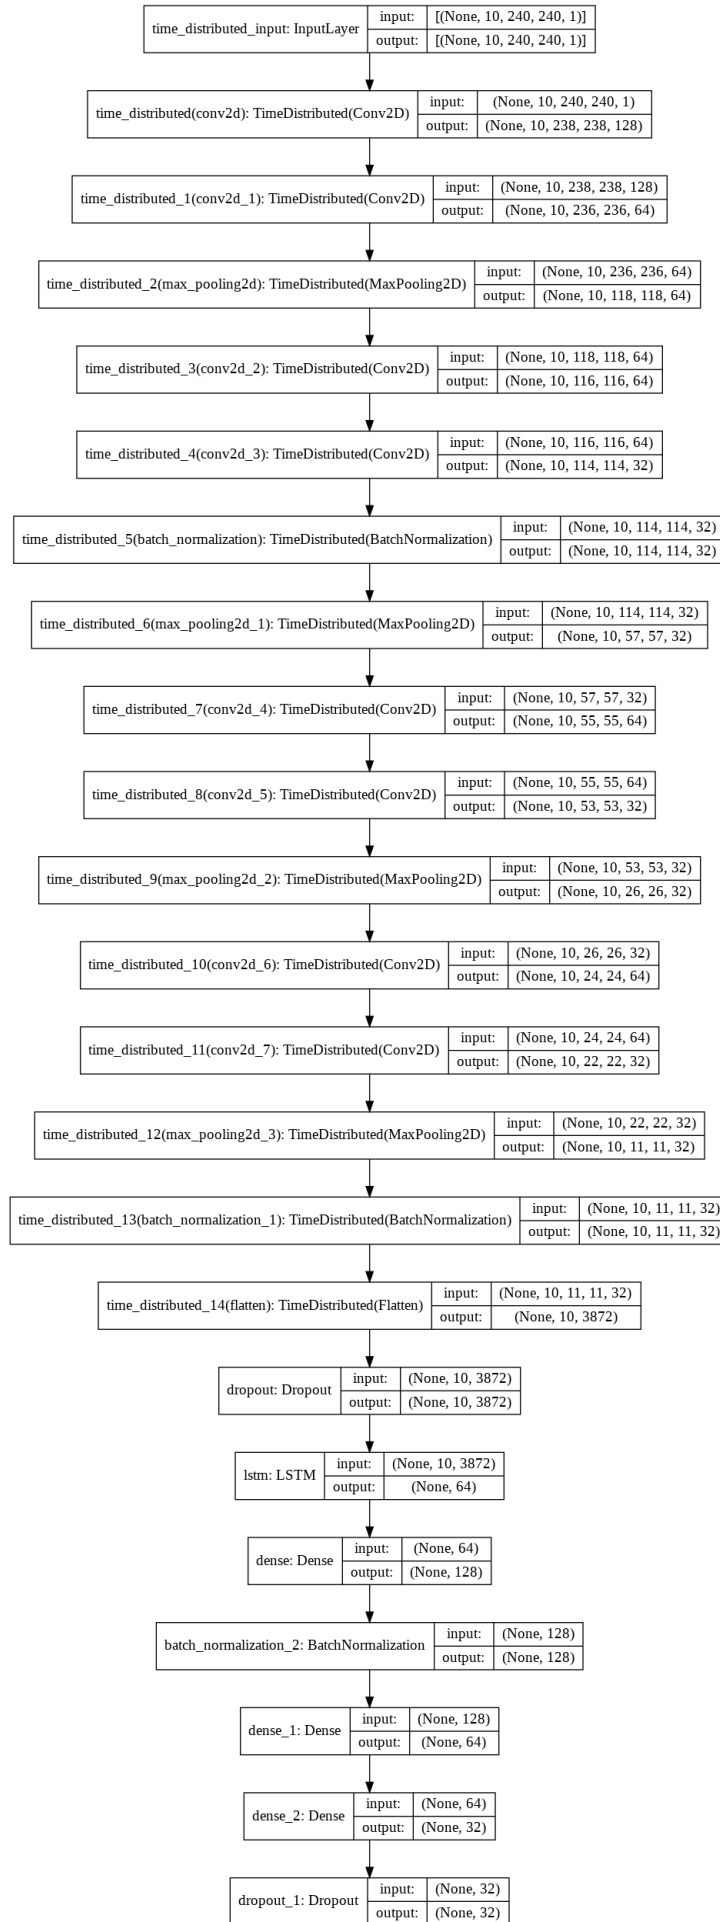 time_distributed_input: InputLayer input: [(None, 10, 240, 240, 1)]
output: [(None, 10, 240, 240, 1)]
time_distributed(conv2d): TimeDistributed(Conv2D) input: (None, 10, 240, 240, 1)
output: (None, 10, 238, 238, 128)
time_distributed_1(conv2d_1): TimeDistributed(Conv2D) input: (None, 10, 238, 238, 128)
output: (None, 10, 236, 236, 64)
time_distributed_2(max_pooling2d): TimeDistributed(MaxPooling2D) input: (None, 10, 236, 236, 64)
output: (None, 10, 118, 118, 64)
time_distributed_3(conv2d_2): TimeDistributed(Conv2D) input: (None, 10, 118, 118, 64)
output: (None, 10, 116, 116, 64)
time_distributed_4(conv2d_3): TimeDistributed(Conv2D) input: (None, 10, 116, 116, 64)
output: (None, 10, 114, 114, 32)
time_distributed_5(batch_normalization): TimeDistributed(BatchNormalization) input: (None, 10, 114, 114, 32)
output: (None, 10, 114, 114, 32)
time_distributed_6(max_pooling2d_1): TimeDistributed(MaxPooling2D) input: (None, 10, 114, 114, 32)
output: (None, 10, 57, 57, 32)
time_distributed_7(conv2d_4): TimeDistributed(Conv2D) input: (None, 10, 57, 57, 32)
output: (None, 10, 55, 55, 64)
time_distributed_8(conv2d_5): TimeDistributed(Conv2D) input: (None, 10, 55, 55, 64)
output: (None, 10, 53, 53, 32)
time_distributed_9(max_pooling2d_2): TimeDistributed(MaxPooling2D) input: (None, 10, 53, 53, 32)
output: (None, 10, 26, 26, 32)
time_distributed_10(conv2d_6): TimeDistributed(Conv2D) input: (None, 10, 26, 26, 32)
output: (None, 10, 24, 24, 64)
time_distributed_11(conv2d_7): TimeDistributed(Conv2D) input: (None, 10, 24, 24, 64)
output: (None, 10, 22, 22, 32)
time_distributed_12(max_pooling2d_3): TimeDistributed(MaxPooling2D) input: (None, 10, 22, 22, 32)
output: (None, 10, 11, 11, 32)
time_distributed_13(batch_normalization_1): TimeDistributed(BatchNormalization) input: (None, 10, 11, 11, 32)
output: (None, 10, 11, 11, 32)
time_distributed_14(flatten): TimeDistributed(Flatten) input: (None, 10, 11, 11, 32)
output: (None, 10, 3872)
dropout: Dropout input: (None, 10, 3872)
output: (None, 10, 3872)
lstm: LSTM input: (None, 10, 3872)
output: (None, 64)
dense: Dense input: (None, 64)
output: (None, 128)
batch_normalization_2: BatchNormalization input: (None, 128)
output: (None, 128)
dense_1: Dense input: (None, 128)
output: (None, 64)
dense_2: Dense input: (None, 64)
output: (None, 32)
dropout_1: Dropout input: (None, 32)
output: (None, 32)